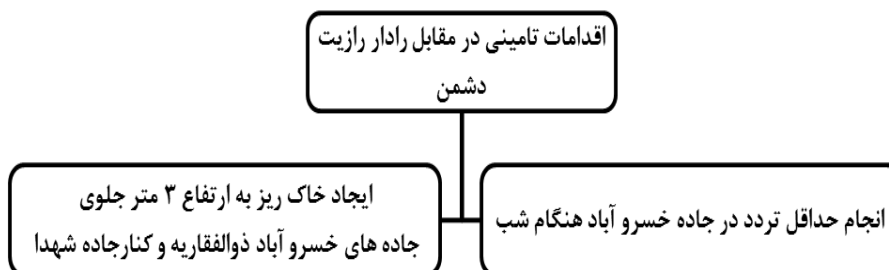 اقدامات تامینی در مقابل رادار رازیت
دشمن
انجام حداقل تردد در جاده خسرو آباد هنگام شب
ایجاد خاک ریز به ارتفاع ۳ متر جلوی
جاده های خسرو آباد ذوالفقاریه و کنارجاده شهدا